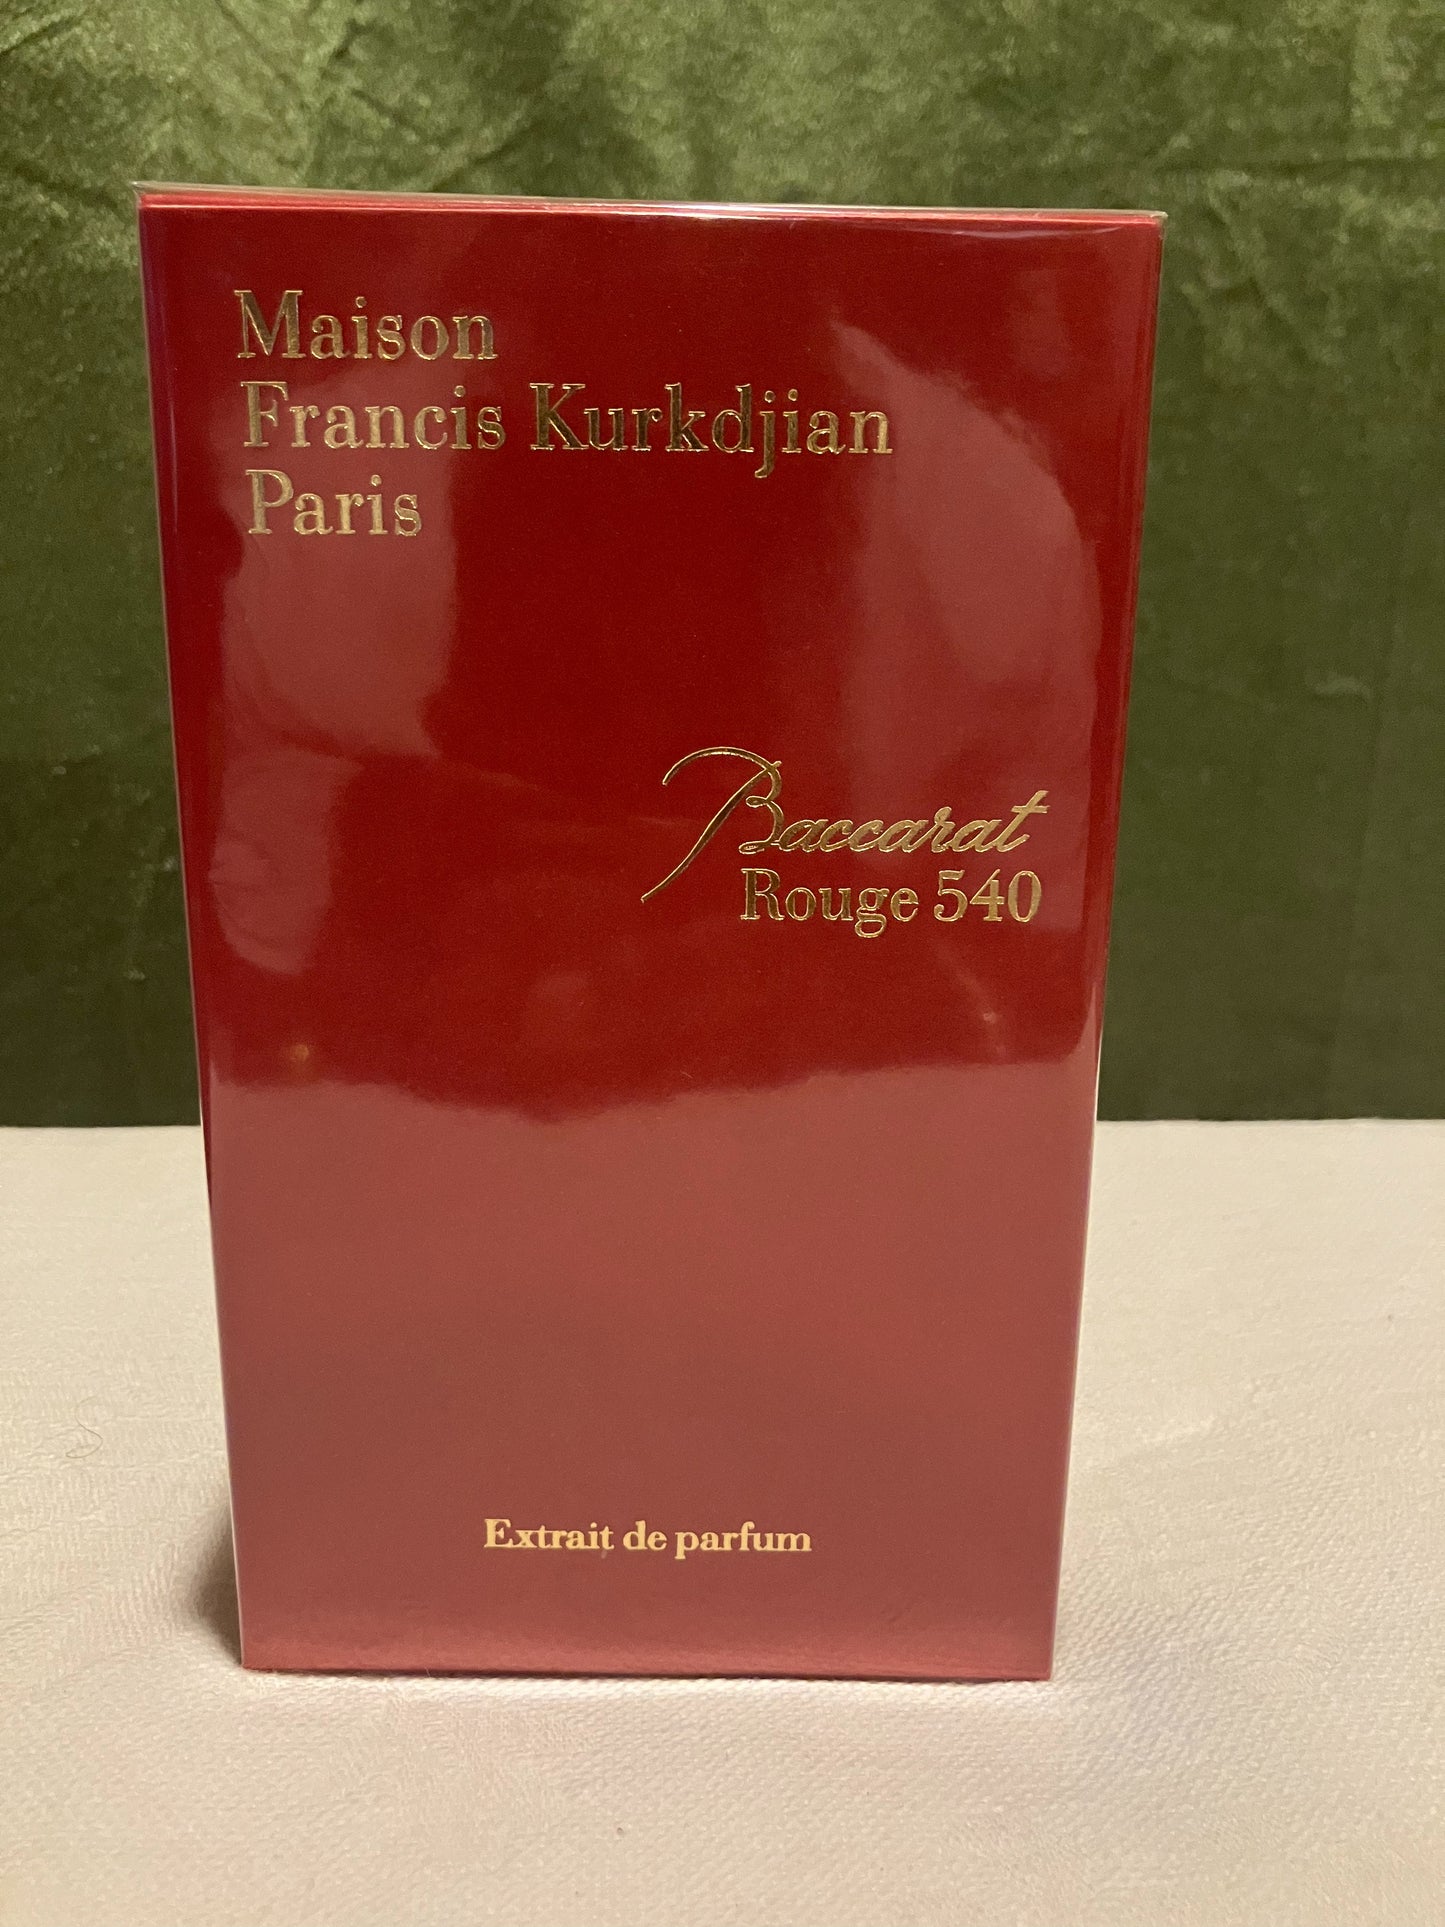 Maison
Francis Kurkdjian
Paris
Baccarat
Rouge 540
Extrait de parfum